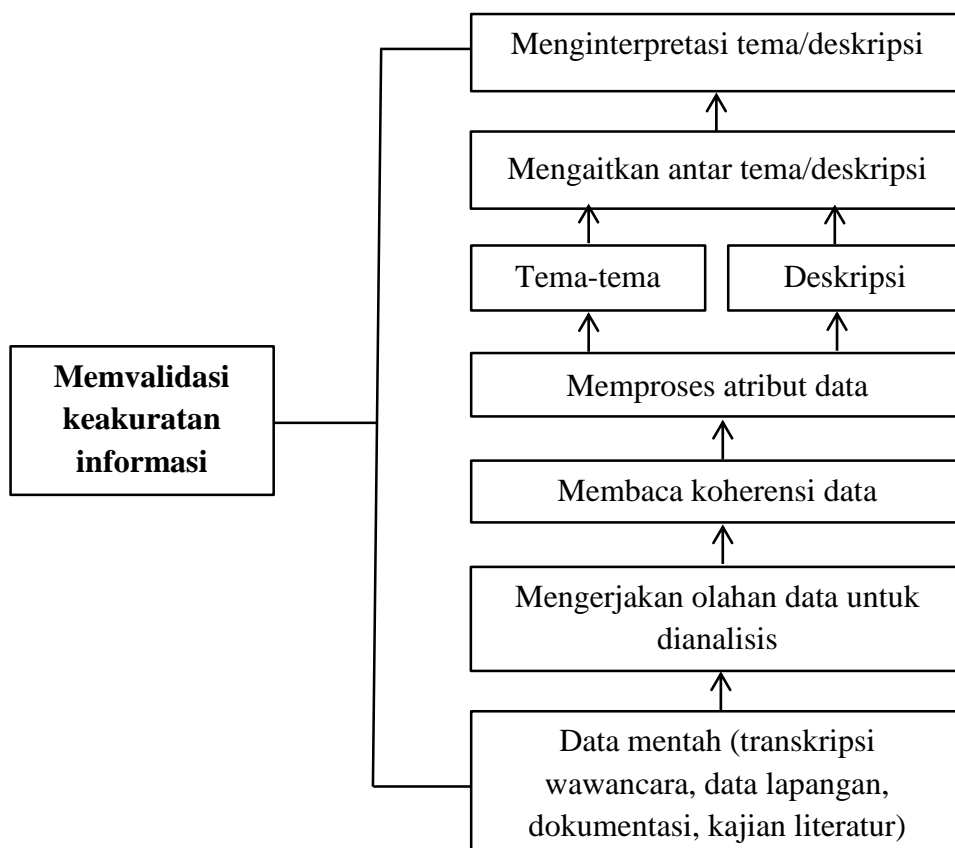 Menginterpretasi tema/deskripsi
Mengaitkan antar tema/deskripsi
Tema-tema
Deskripsi
Memvalidasi
keakuratan
informasi
Memproses atribut data
Membaca koherensi data
Mengerjakan olahan data untuk
dianalisis
Data mentah (transkripsi
wawancara, data lapangan,
dokumentasi, kajian literatur)